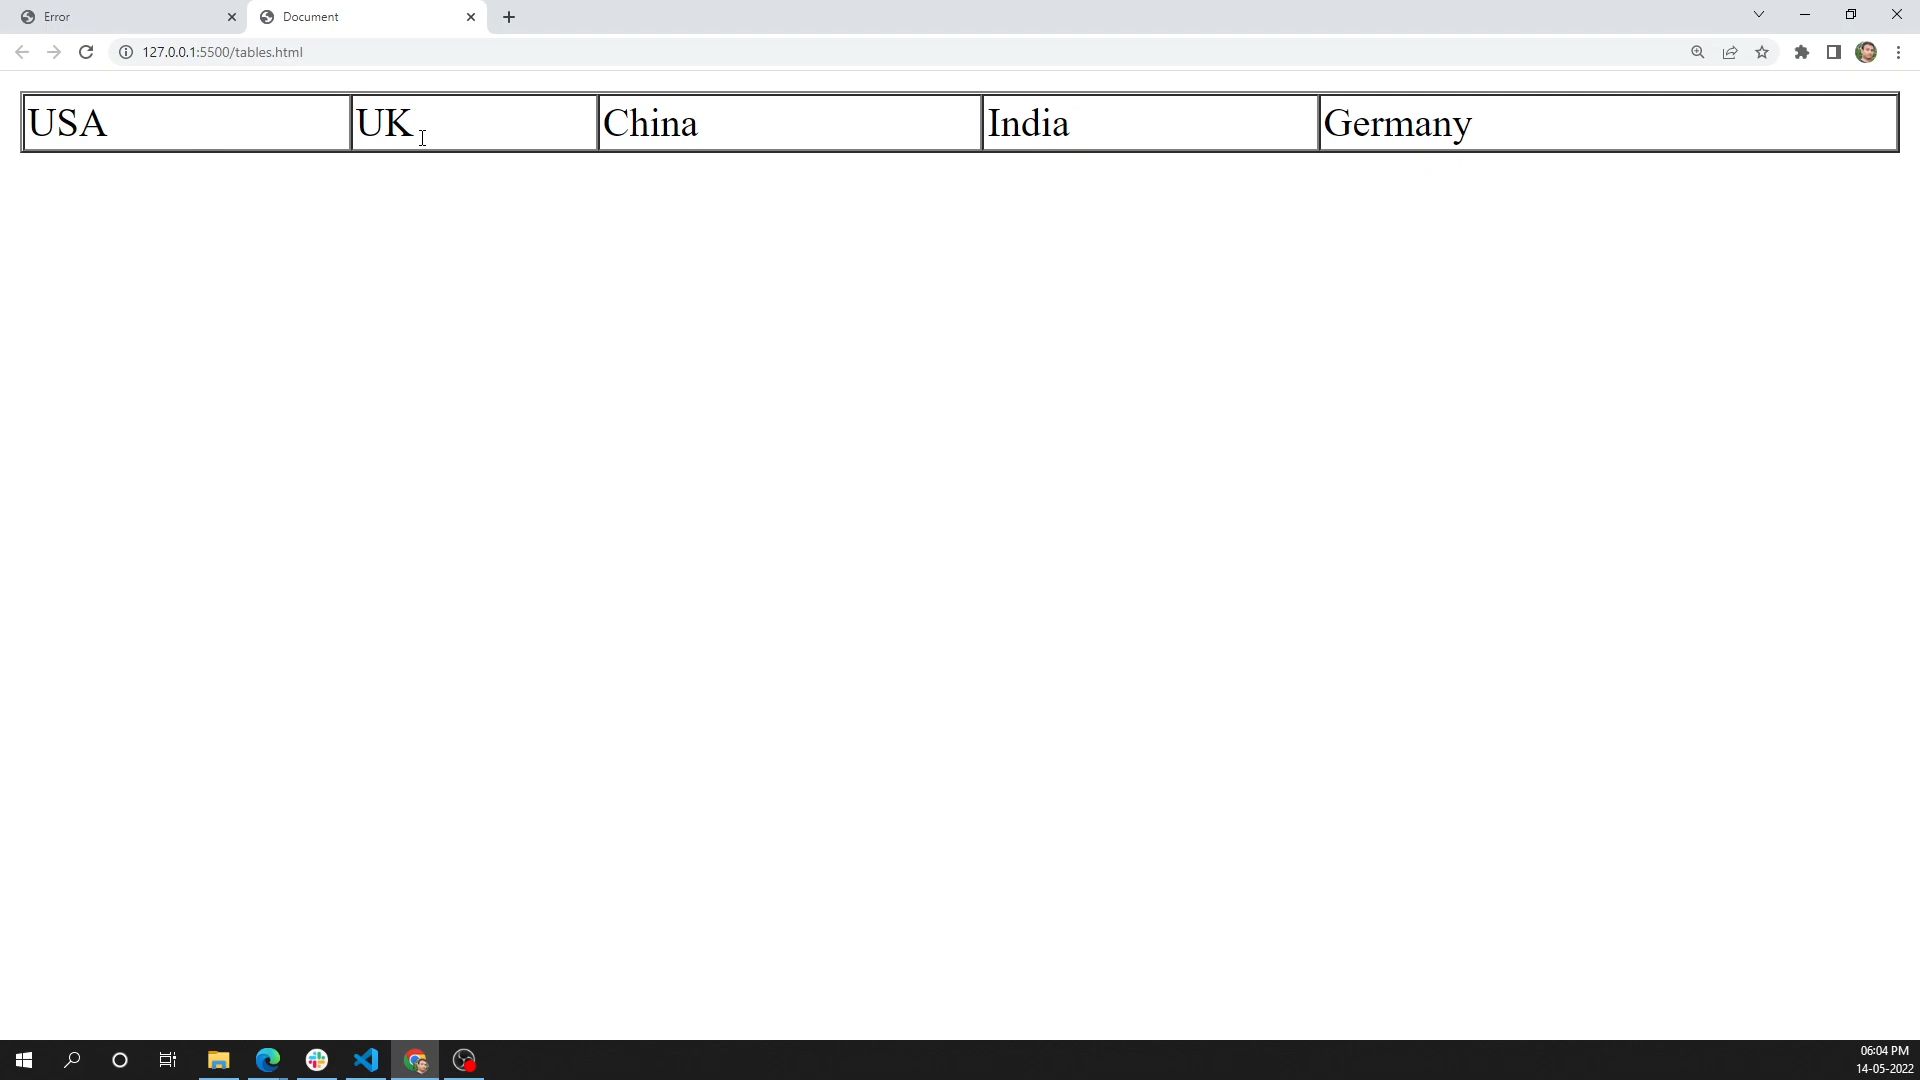 Error
Document
127.0.0.1:5500/tables.html
USA UK China India Germany
06:04 PM
14-05-2022